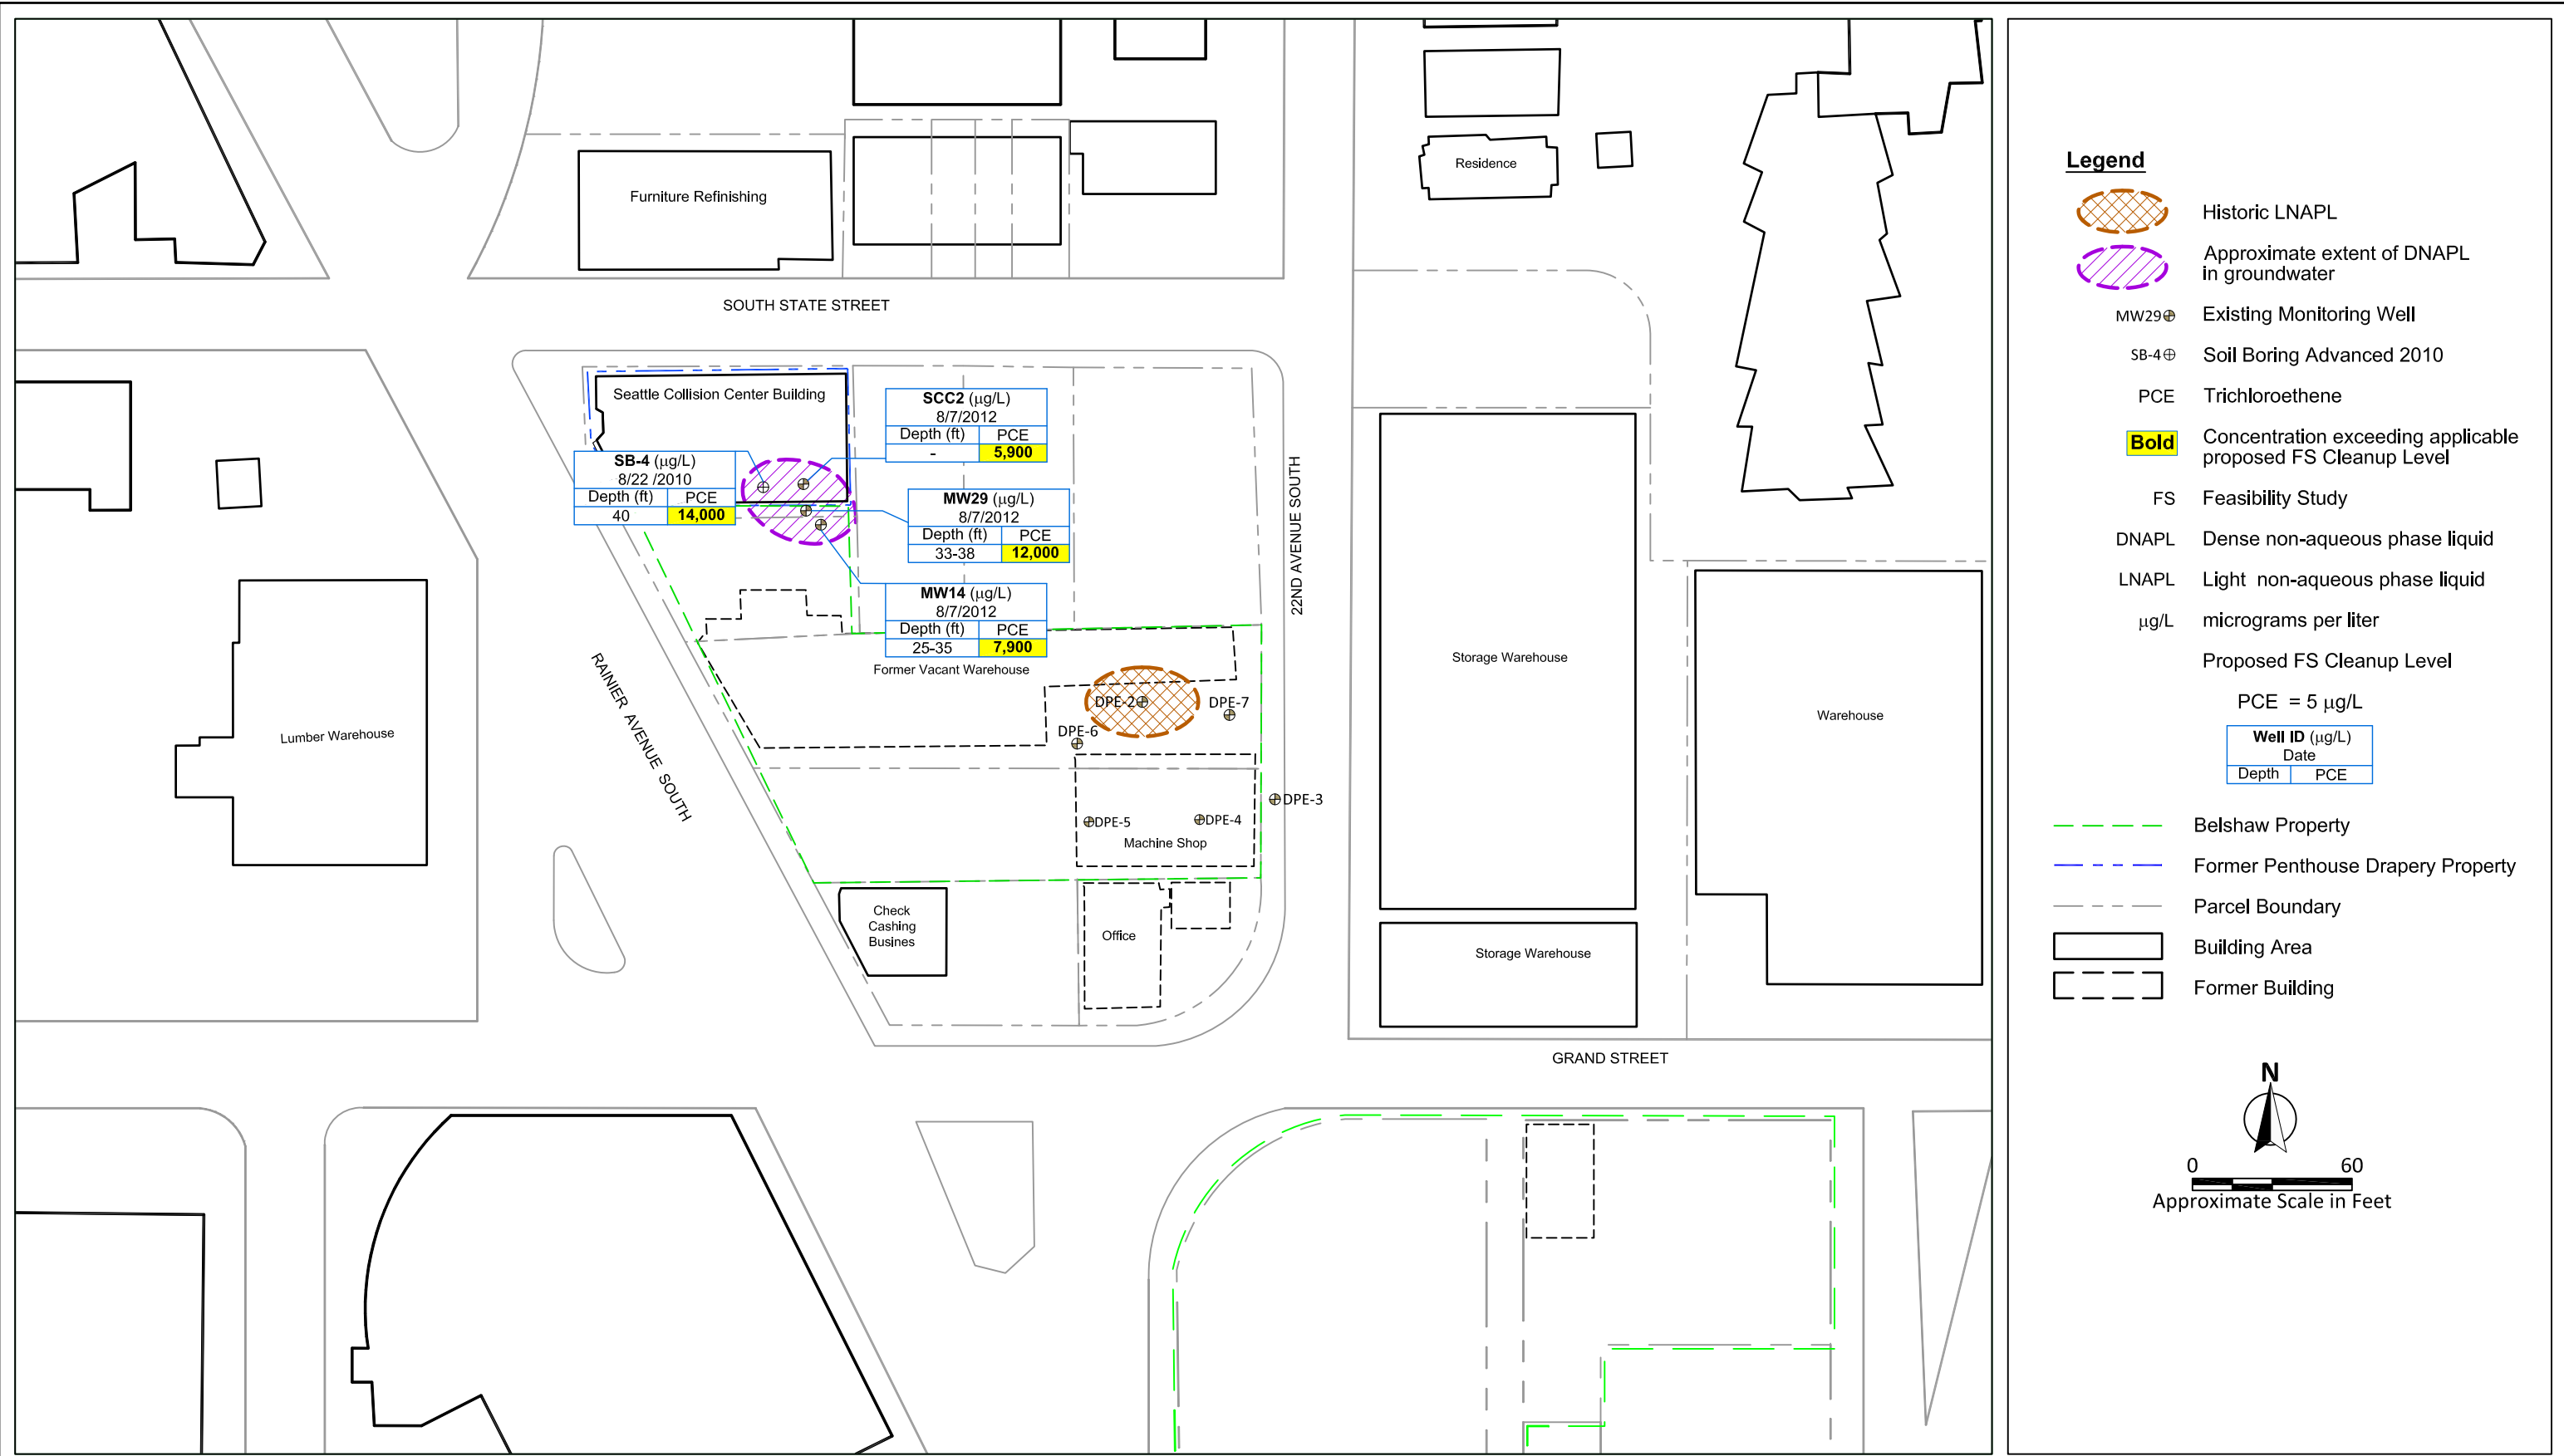 Furniture Refinishing
Residence
SOUTH STATE STREET
Seattle Collision Center Building
SCC2 (µg/L)
8/7/2012
Depth (ft) PCE
- 5,900
SB-4 (µg/L)
8/22 /2010
Depth (ft) PCE
40 14,000
MW29 (µg/L)
8/7/2012
Depth (ft) PCE
33-38 12,000
MW14 (µg/L)
8/7/2012
Depth (ft) PCE
25-35 7,900
22ND AVENUE SOUTH
Former Vacant Warehouse
RAINIER AVENUE SOUTH
Lumber Warehouse
DPE-2
DPE-7
DPE-6
DPE-3
DPE-5
DPE-4
Machine Shop
Storage Warehouse
Warehouse
Check
Cashing
Busines
Office
Storage Warehouse
GRAND STREET
Legend
Historic LNAPL
Approximate extent of DNAPL
in groundwater
MW29 Existing Monitoring Well
SB-4 Soil Boring Advanced 2010
PCE Trichloroethene
Bold Concentration exceeding applicable
proposed FS Cleanup Level
FS Feasibility Study
DNAPL Dense non-aqueous phase liquid
LNAPL Light non-aqueous phase liquid
µg/L micrograms per liter
Proposed FS Cleanup Level
PCE = 5 µg/L
Well ID (µg/L)
Date
Depth PCE
Belshaw Property
Former Penthouse Drapery Property
Parcel Boundary
Building Area
Former Building
N
0 60
Approximate Scale in Feet